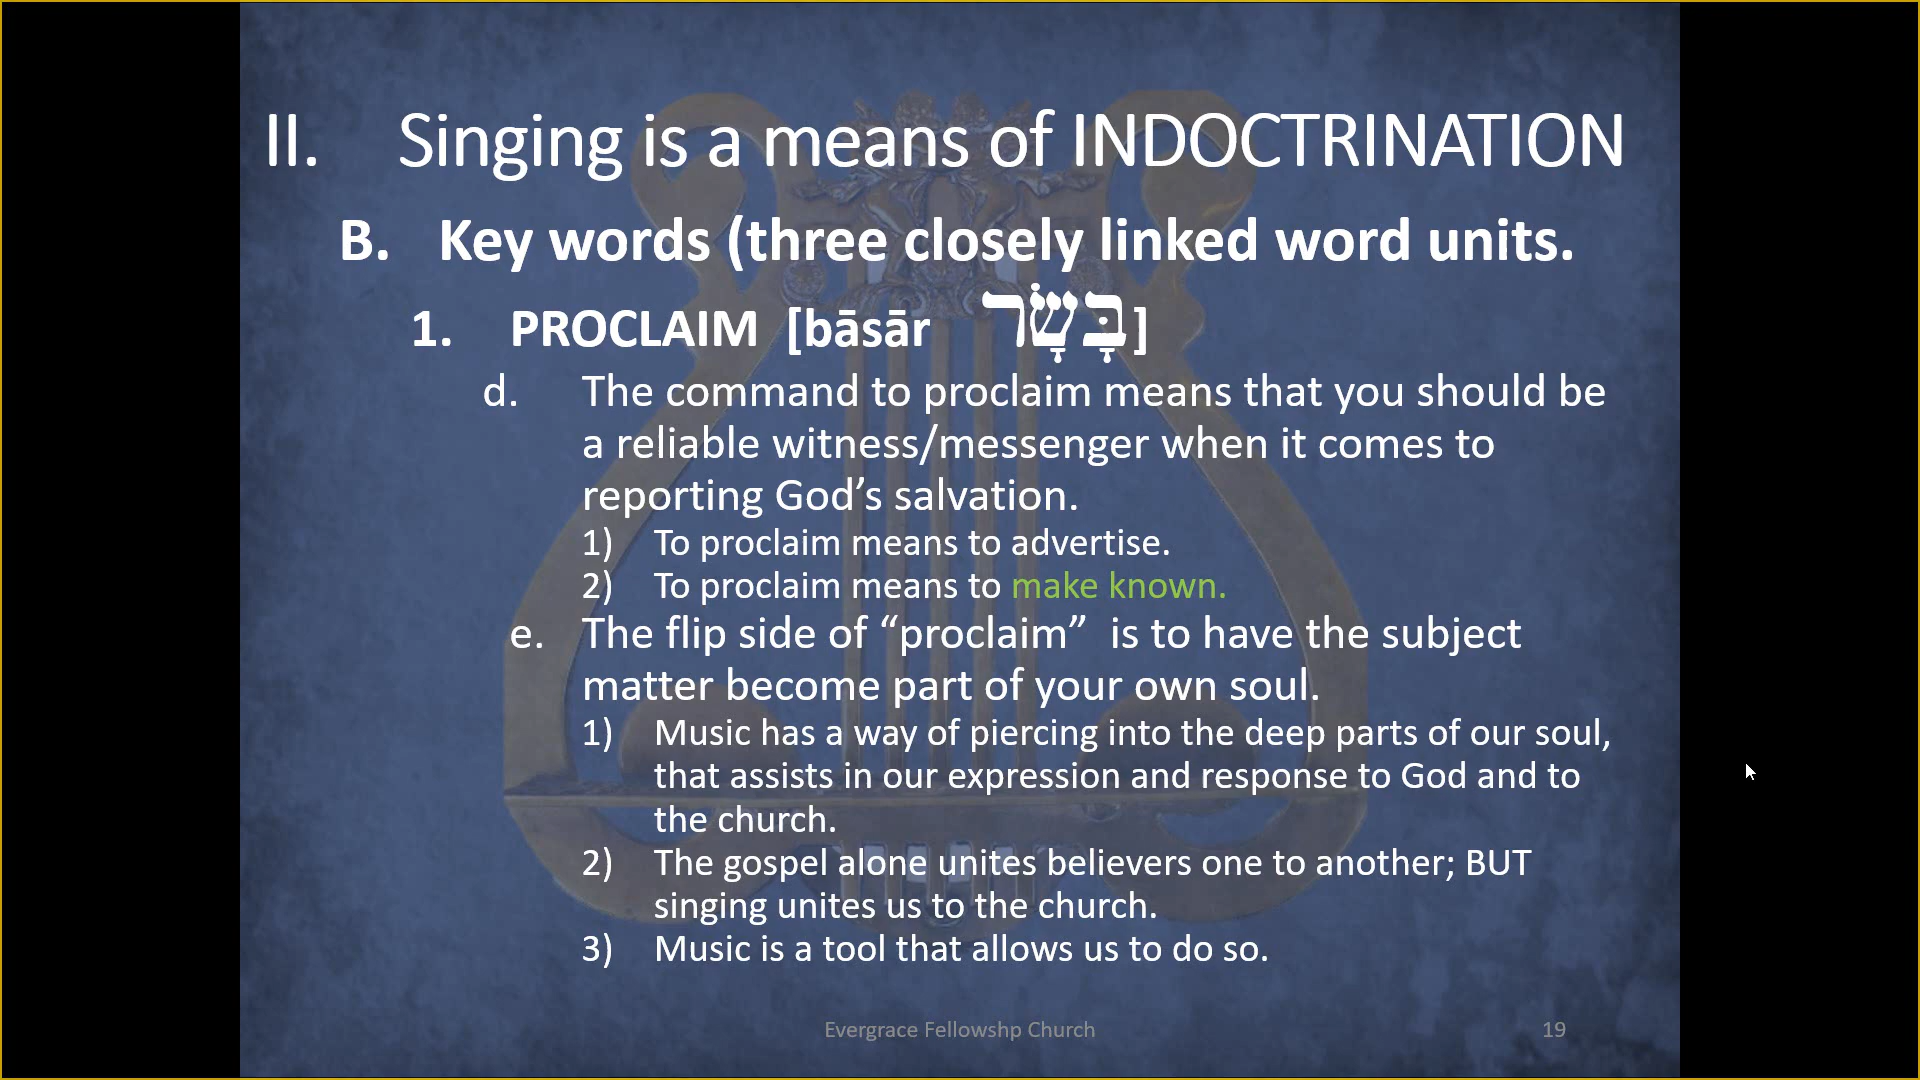 II. Singing is a means of INDOCTRINATION
B. Key words (three closely linked word units.
1. PROCLAIM [bāsār בָּשָׂר]
d. The command to proclaim means that you should be
a reliable witness/messenger when it comes to
reporting God’s salvation.
1) To proclaim means to advertise.
2) To proclaim means to make known.
e. The flip side of “proclaim” is to have the subject
matter become part of your own soul.
1) Music has a way of piercing into the deep parts of our soul,
that assists in our expression and response to God and to
the church.
2) The gospel alone unites believers one to another; BUT
singing unites us to the church.
3) Music is a tool that allows us to do so.
Evergrace Fellowshp Church 19